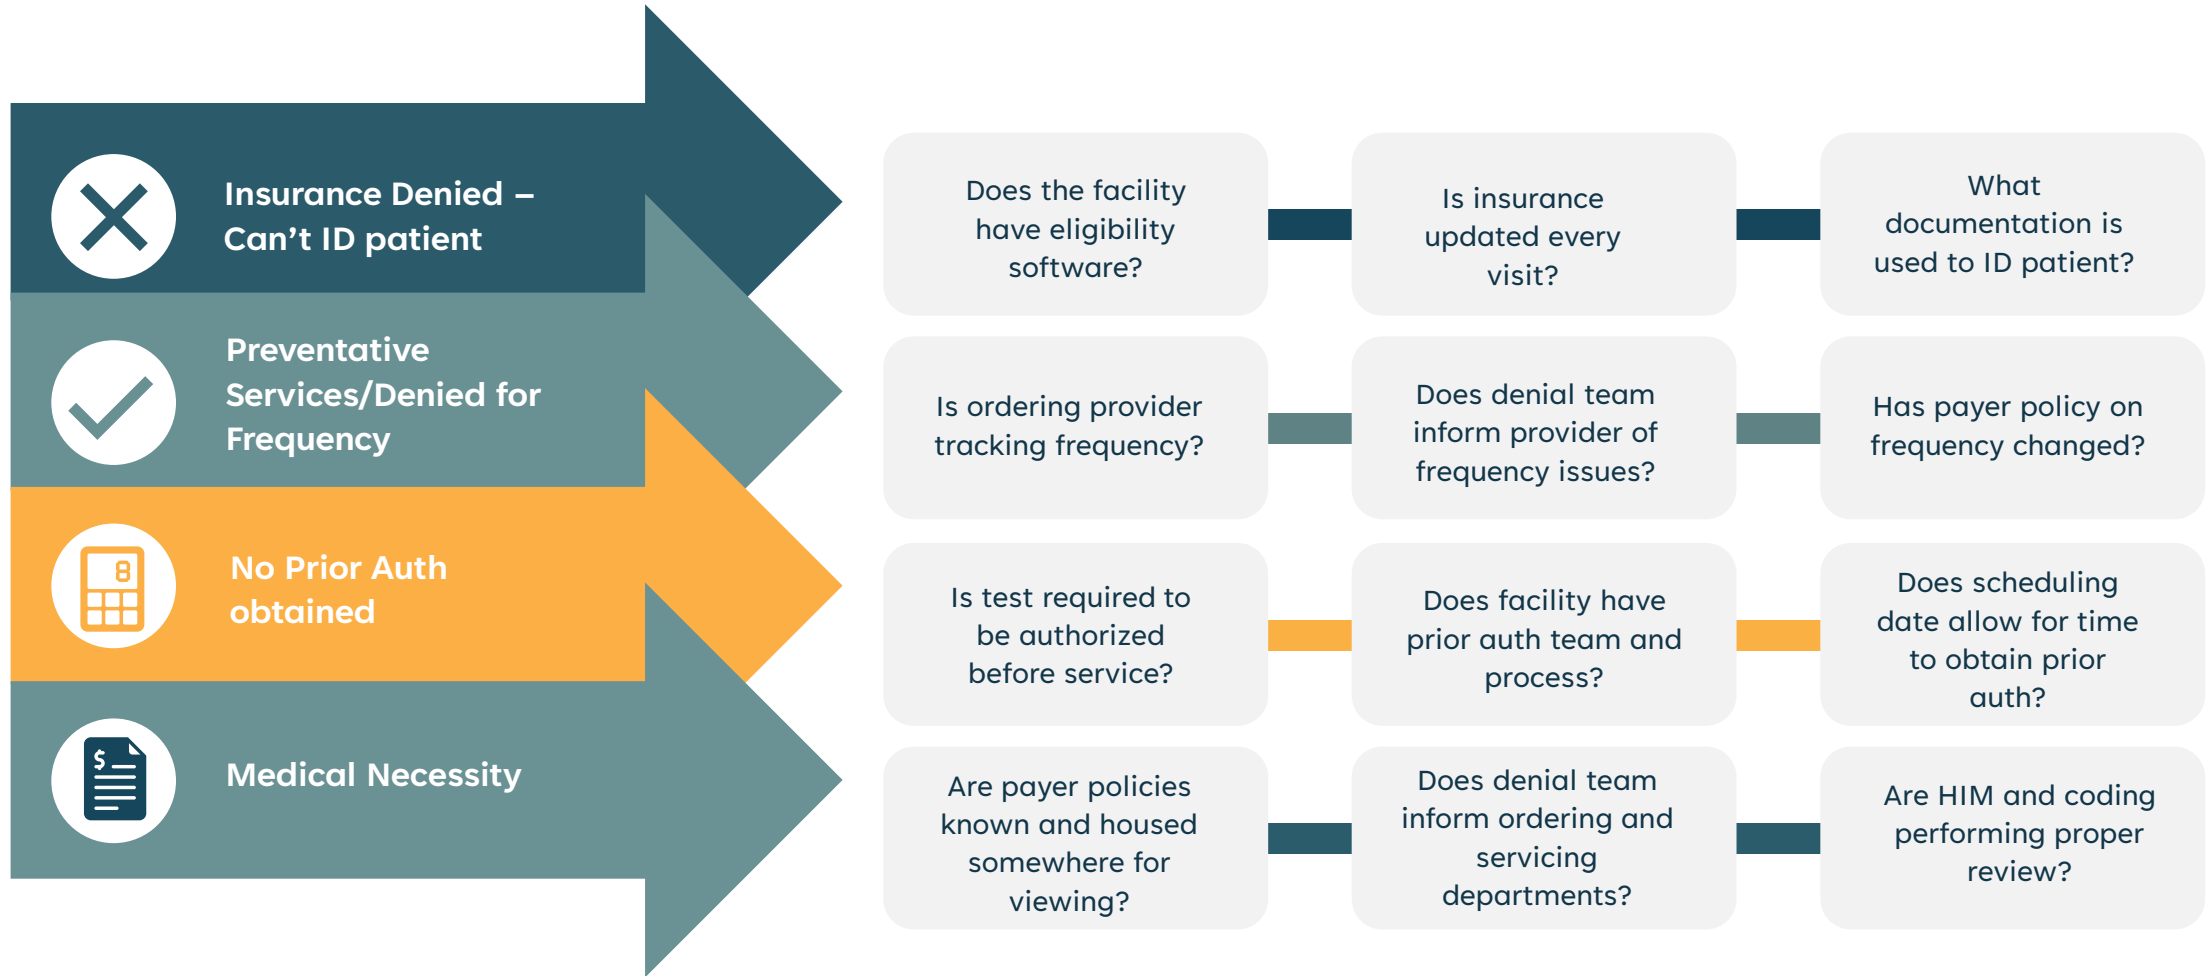 Insurance Denied –
Can’t ID patient
Does the facility
have eligibility
software?
Is insurance
updated every
visit?
What
documentation is
used to ID patient?
Preventative
Services/Denied for
Frequency
Is ordering provider
tracking frequency?
Does denial team
inform provider of
frequency issues?
Has payer policy on
frequency changed?
8
No Prior Auth
obtained
Is test required to
be authorized
before service?
Does facility have
prior auth team and
process?
Does scheduling
date allow for time
to obtain prior
auth?
$
Medical Necessity
Are payer policies
known and housed
somewhere for
viewing?
Does denial team
inform ordering and
servicing
departments?
Are HIM and coding
performing proper
review?